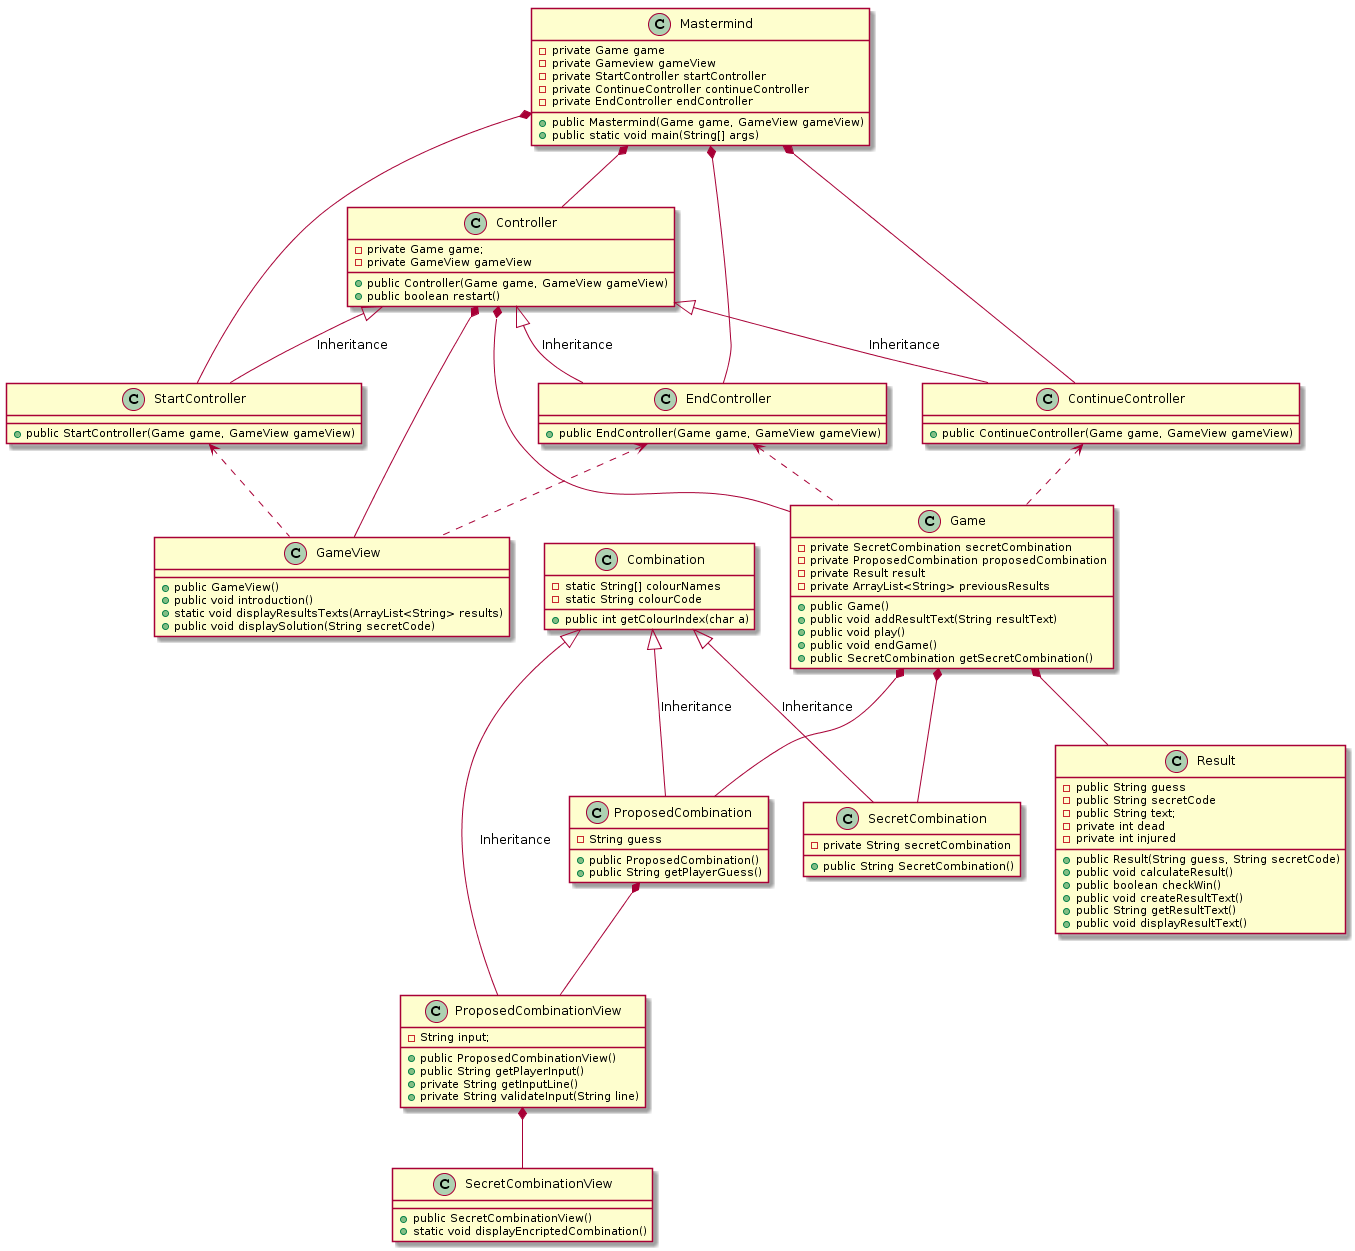 C Mastermind
private Game game
private Gameview gameView
private StartController startController
private ContinueController continueController
private EndController endController
public Mastermind(Game game, GameView gameView)
public static void main(String[] args)
C Controller
private Game game;
private GameView gameView
public Controller(Game game, GameView gameView)
public boolean restart()
Inheritance
Inheritance
Inheritance
C StartController
public StartController(Game game, GameView gameView)
C EndController
public EndController(Game game, GameView gameView)
C ContinueController
public ContinueController(Game game, GameView gameView)
C GameView
public GameView()
public void introduction()
static void displayResultsTexts(ArrayList<String> results)
public void displaySolution(String secretCode)
C Combination
static String[] colourNames
static String colourCode
public int getColourIndex(char a)
C Game
private SecretCombination secretCombination
private ProposedCombination proposedCombination
private Result result
private ArrayList<String> previousResults
public Game()
public void addResultText(String resultText)
public void play()
public void endGame()
public SecretCombination getSecretCombination()
Inheritance
Inheritance
Inheritance
C ProposedCombination
String guess
public ProposedCombination()
public String getPlayerGuess()
C SecretCombination
private String secretCombination
public String SecretCombination()
C Result
public String guess
public String secretCode
public String text;
private int dead
private int injured
public Result(String guess, String secretCode)
public void calculateResult()
public boolean checkWin()
public void createResultText()
public String getResultText()
public void displayResultText()
C ProposedCombinationView
String input;
public ProposedCombinationView()
public String getPlayerInput()
private String getInputLine()
private String validateInput(String line)
C SecretCombinationView
public SecretCombinationView()
static void displayEncriptedCombination()